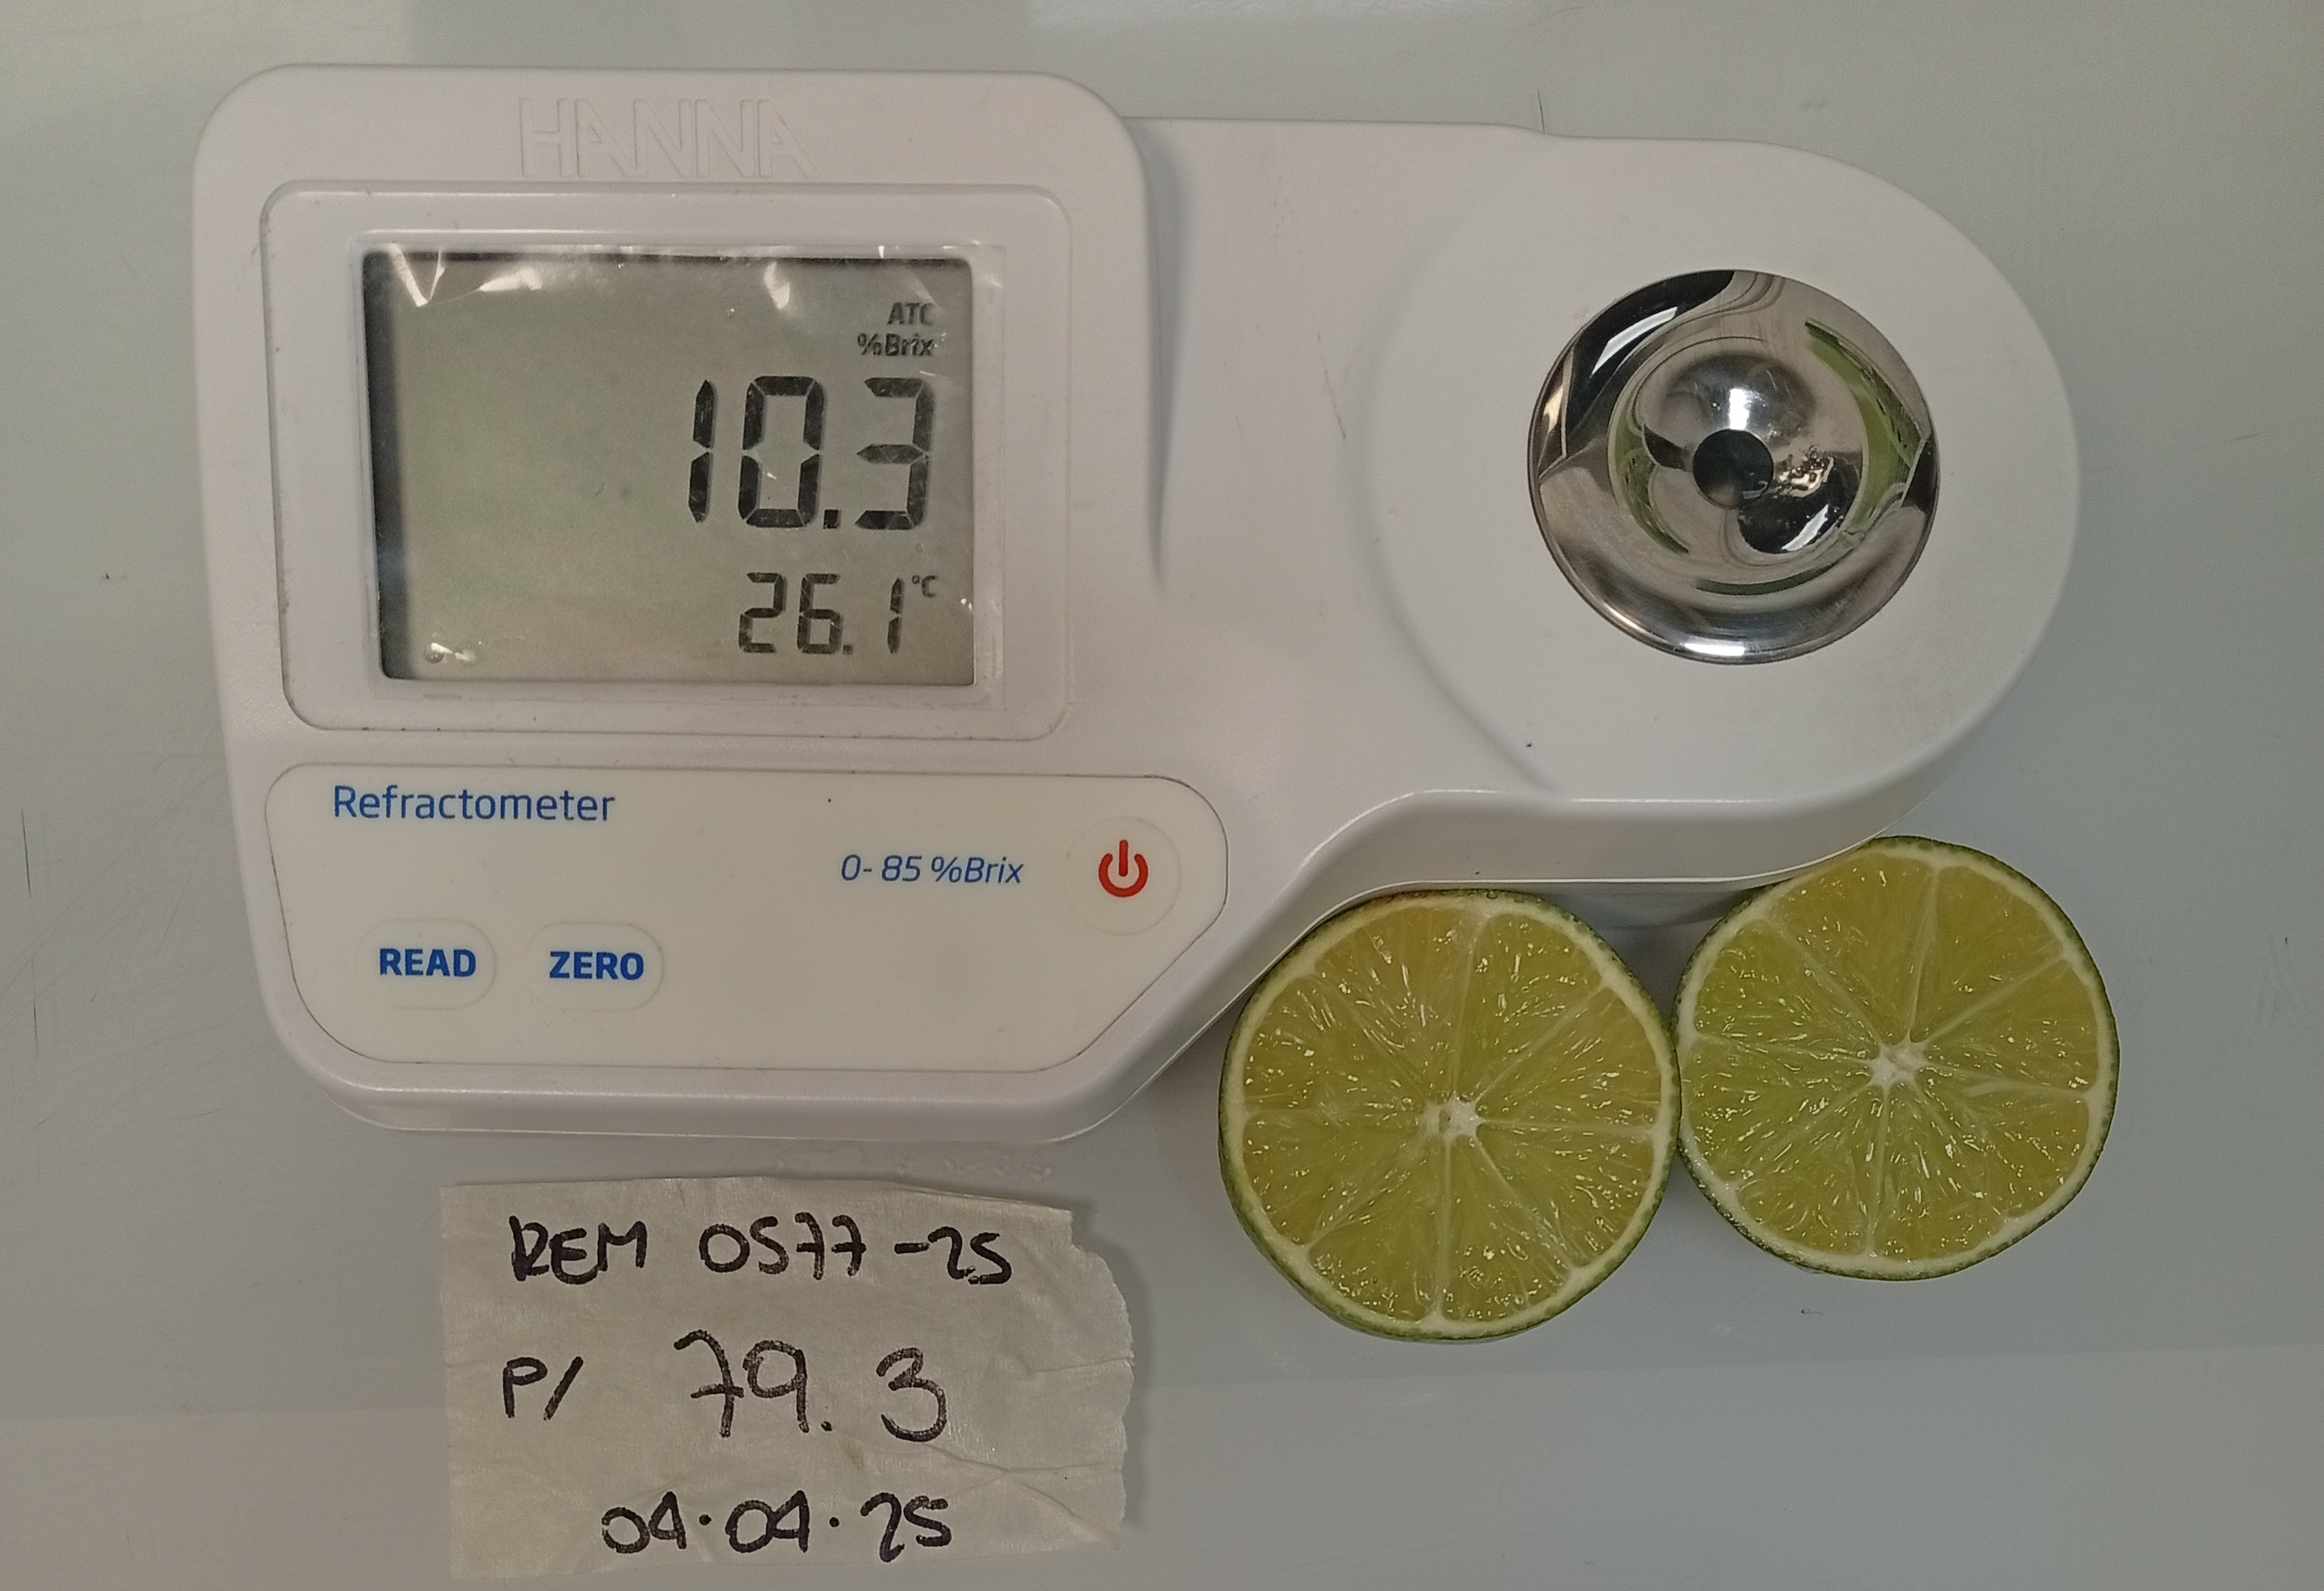 HANNA
ATC
%Brix
10.3
26.1 °C
Refractometer
0-85 %Brix
READ ZERO
REM 0577-25
P/ 79.3
04.04.25